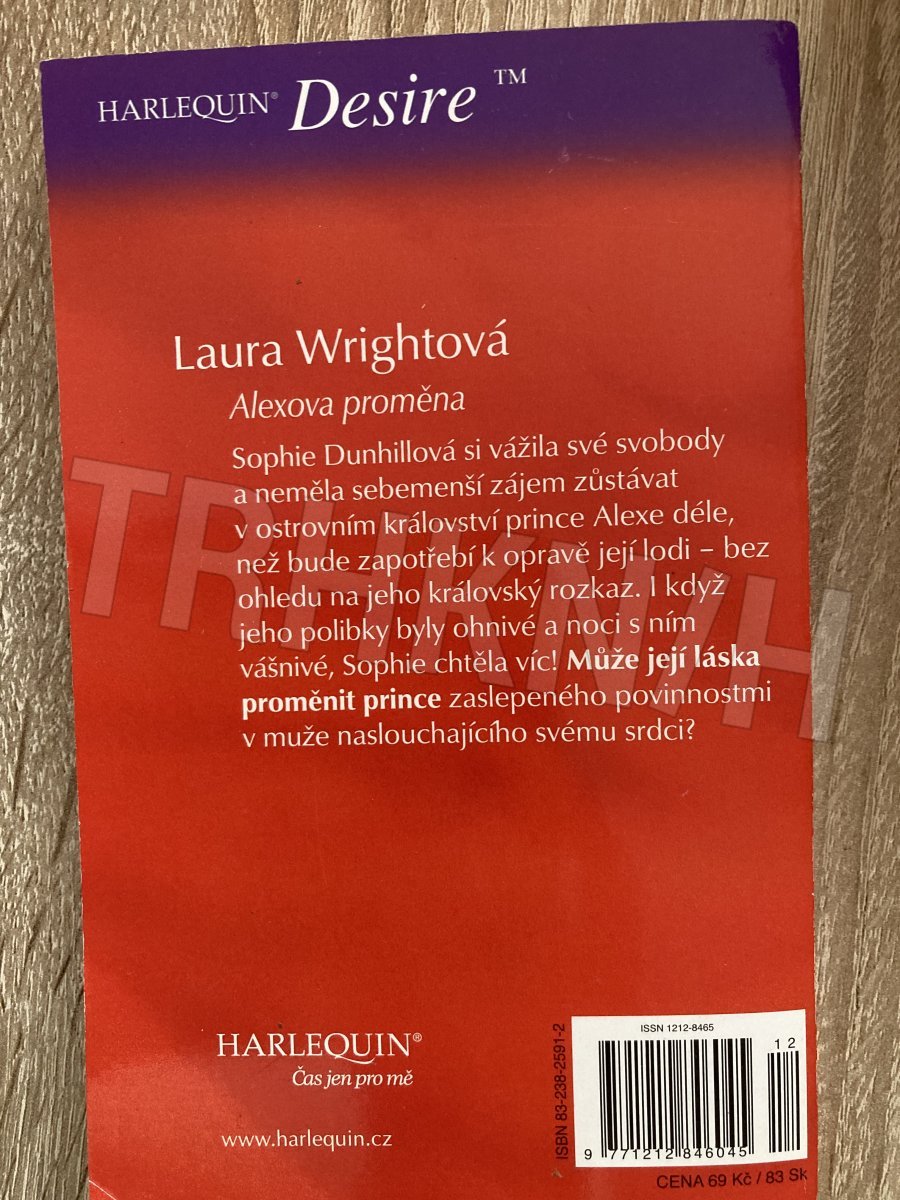 HARLEQUIN® Desire™
Laura Wrightová
Alexova proměna
Sophie Dunhillová si vážila své svobody
a neměla sebemenší zájem zůstávat
v ostrovním království prince Alexe déle,
než bude zapotřebí k opravě její lodi – bez
ohledu na jeho královský rozkaz. I když
jeho polibky byly ohnivé a noci s ním
vášnivé, Sophie chtěla víc! Může její láska
proměnit prince zaslepeného povinnostmi
v muže naslouchajícího svému srdci?
TRHKNIH
HARLEQUIN®
Čas jen pro mě
www.harlequin.cz
ISBN 83-238-2591-2
ISSN 1212-8465
12
9 771212 846045
CENA 69 Kč / 83 Sk